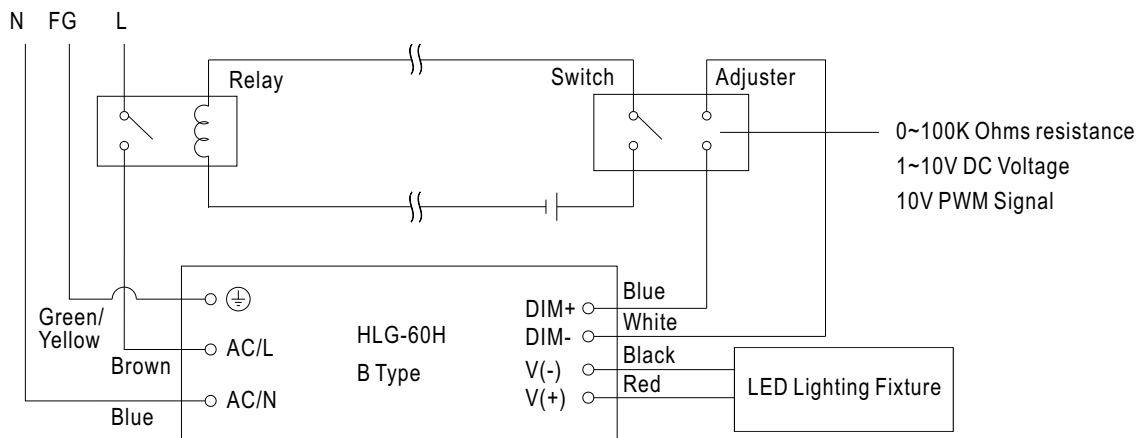 N FG L
Relay
Switch
Adjuster
0~100K Ohms resistance
1~10V DC Voltage
10V PWM Signal
Green/
Yellow
Brown
Blue
AC/L
AC/N
HLG-60H
B Type
DIM+
DIM-
V(-)
V(+)
Blue
White
Black
Red
LED Lighting Fixture